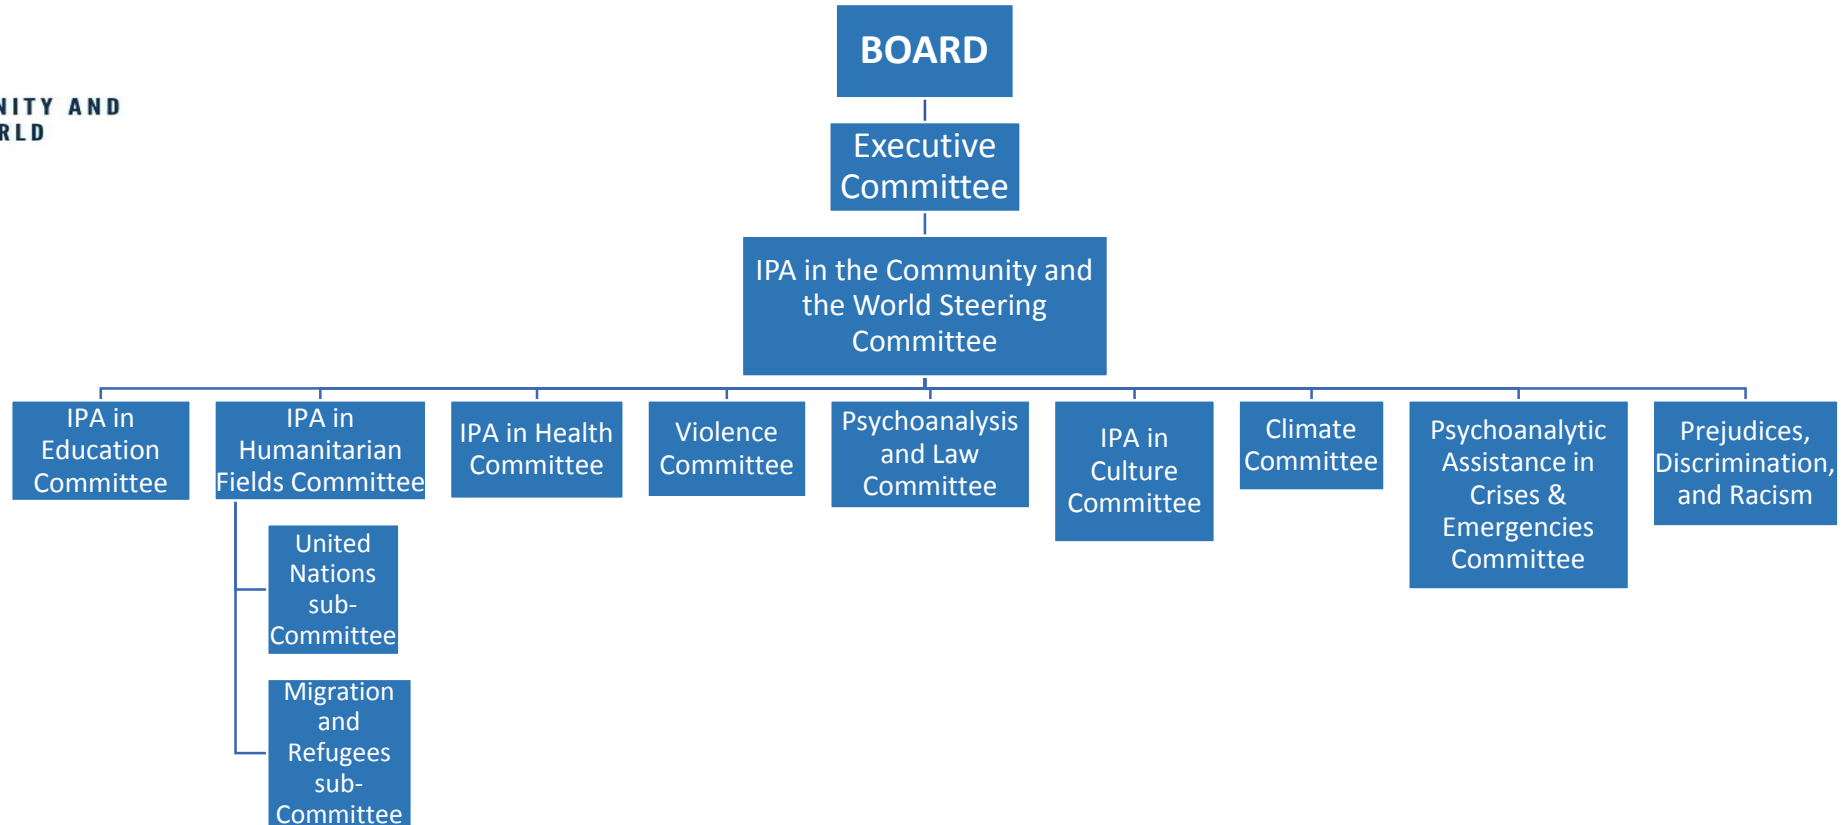 NITY AND
RLD
BOARD
Executive
Committee
IPA in the Community and
the World Steering
Committee
IPA in
Education
Committee
IPA in
Humanitarian
Fields Committee
IPA in Health
Committee
Violence
Committee
Psychoanalysis
and Law
Committee
IPA in
Culture
Committee
Climate
Committee
Psychoanalytic
Assistance in
Crises &
Emergencies
Committee
Prejudices,
Discrimination,
and Racism
United
Nations
sub-
Committee
Migration
and
Refugees
sub-
Committee